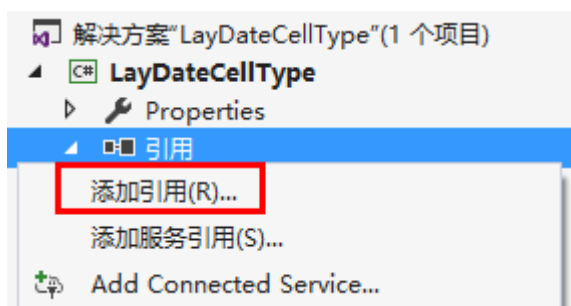 解决方案"LayDateCellType"(1 个项目)
C# LayDateCellType
Properties
引用
添加引用(R)...
添加服务引用(S)...
Add Connected Service...